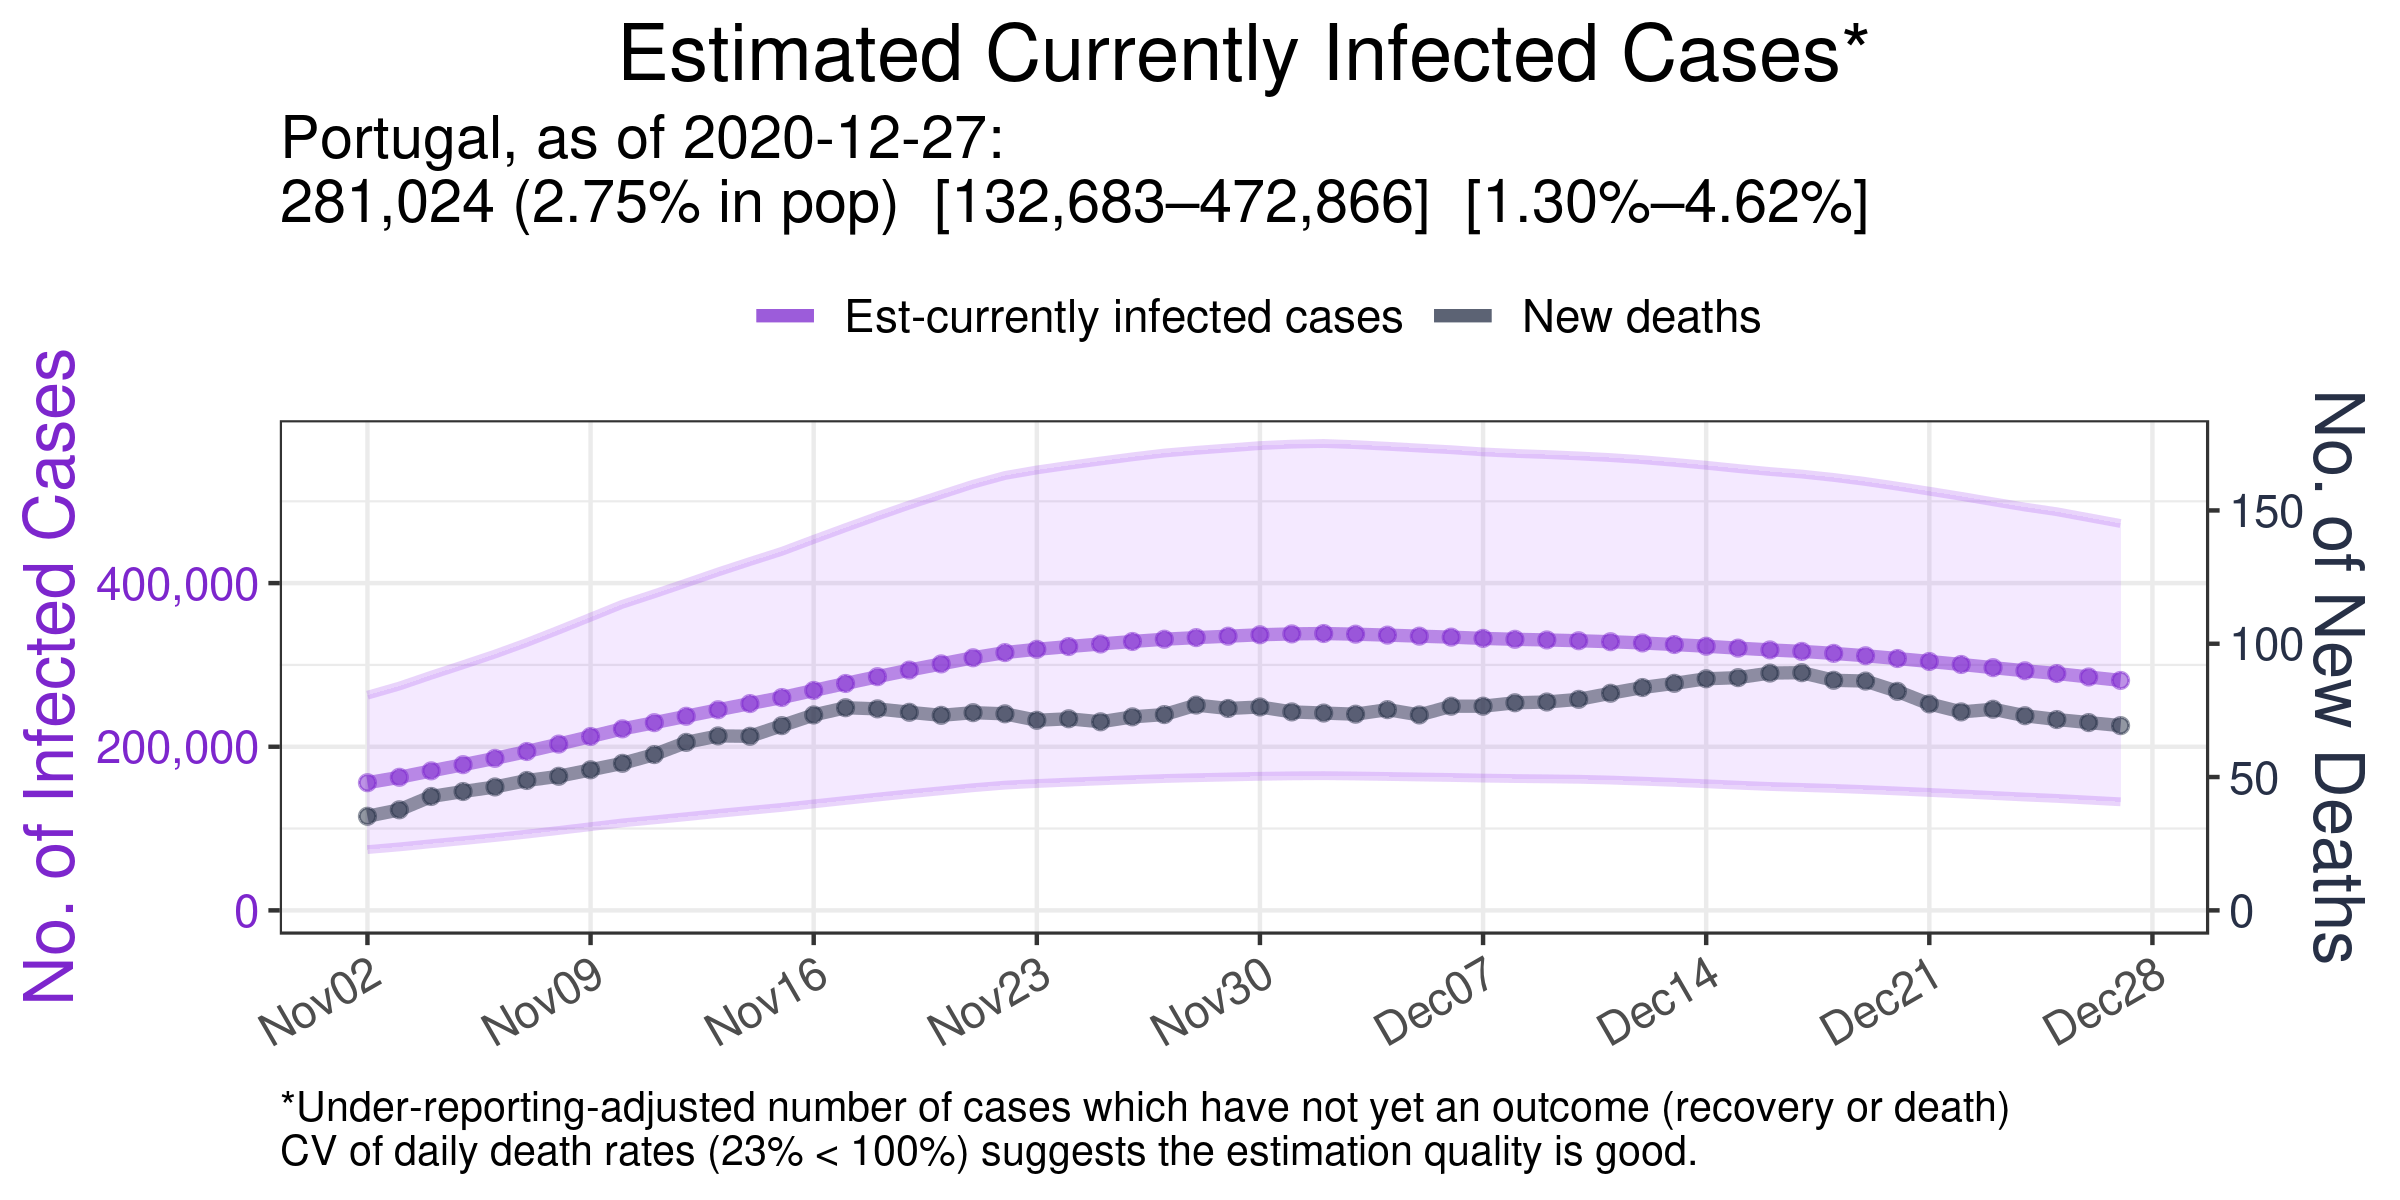 Estimated Currently Infected Cases*
Portugal, as of 2020-12-27:
281,024 (2.75% in pop) [132,683–472,866] [1.30%–4.62%]
Est-currently infected cases
New deaths
No. of Infected Cases
400,000
200,000
0
150
100
50
0
No. of New Deaths
Nov02
Nov09
Nov16
Nov23
Nov30
Dec07
Dec14
Dec21
Dec28
*Under-reporting-adjusted number of cases which have not yet an outcome (recovery or death)
CV of daily death rates (23% < 100%) suggests the estimation quality is good.